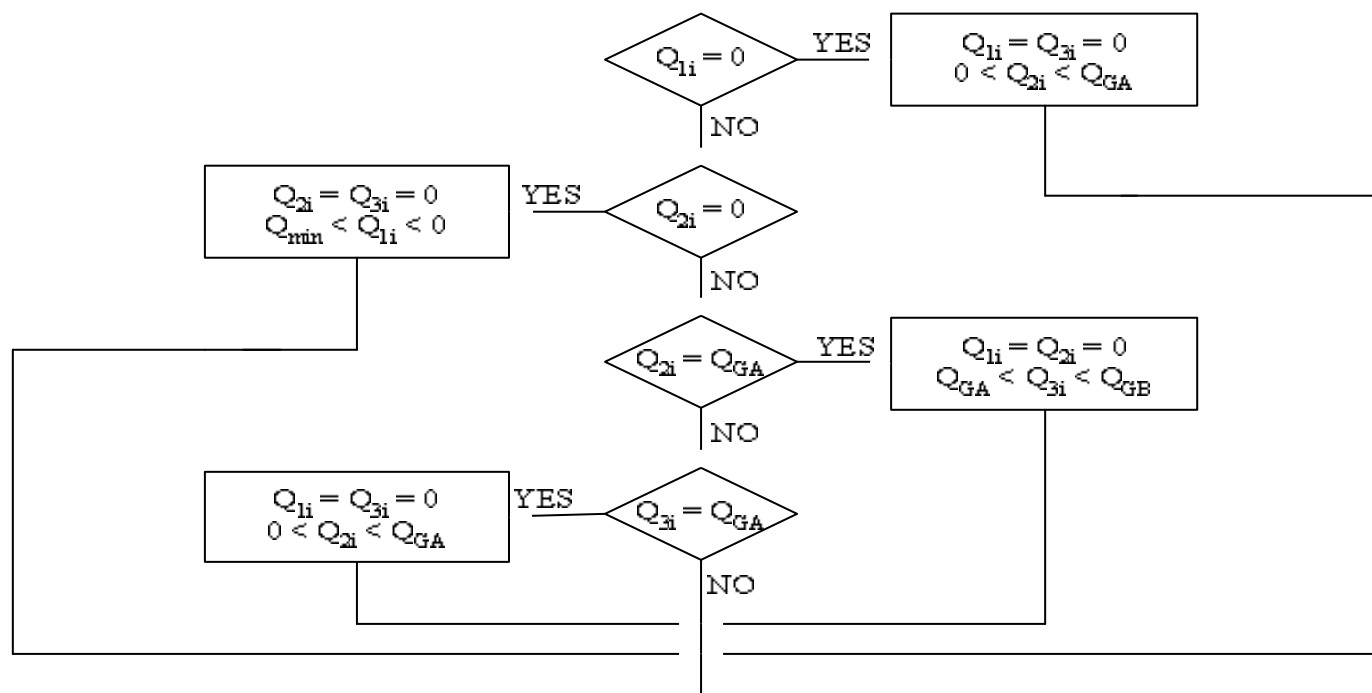 Q1i = 0
YES
Q1i = Q3i = 0
0 < Q2i < QGA
NO
Q2i = Q3i = 0
Qmin < Q1i < 0
YES
Q2i = 0
NO
Q2i = QGA
YES
Q1i = Q2i = 0
QGA < Q3i < QGB
NO
Q1i = Q3i = 0
0 < Q2i < QGA
YES
Q3i = QGA
NO